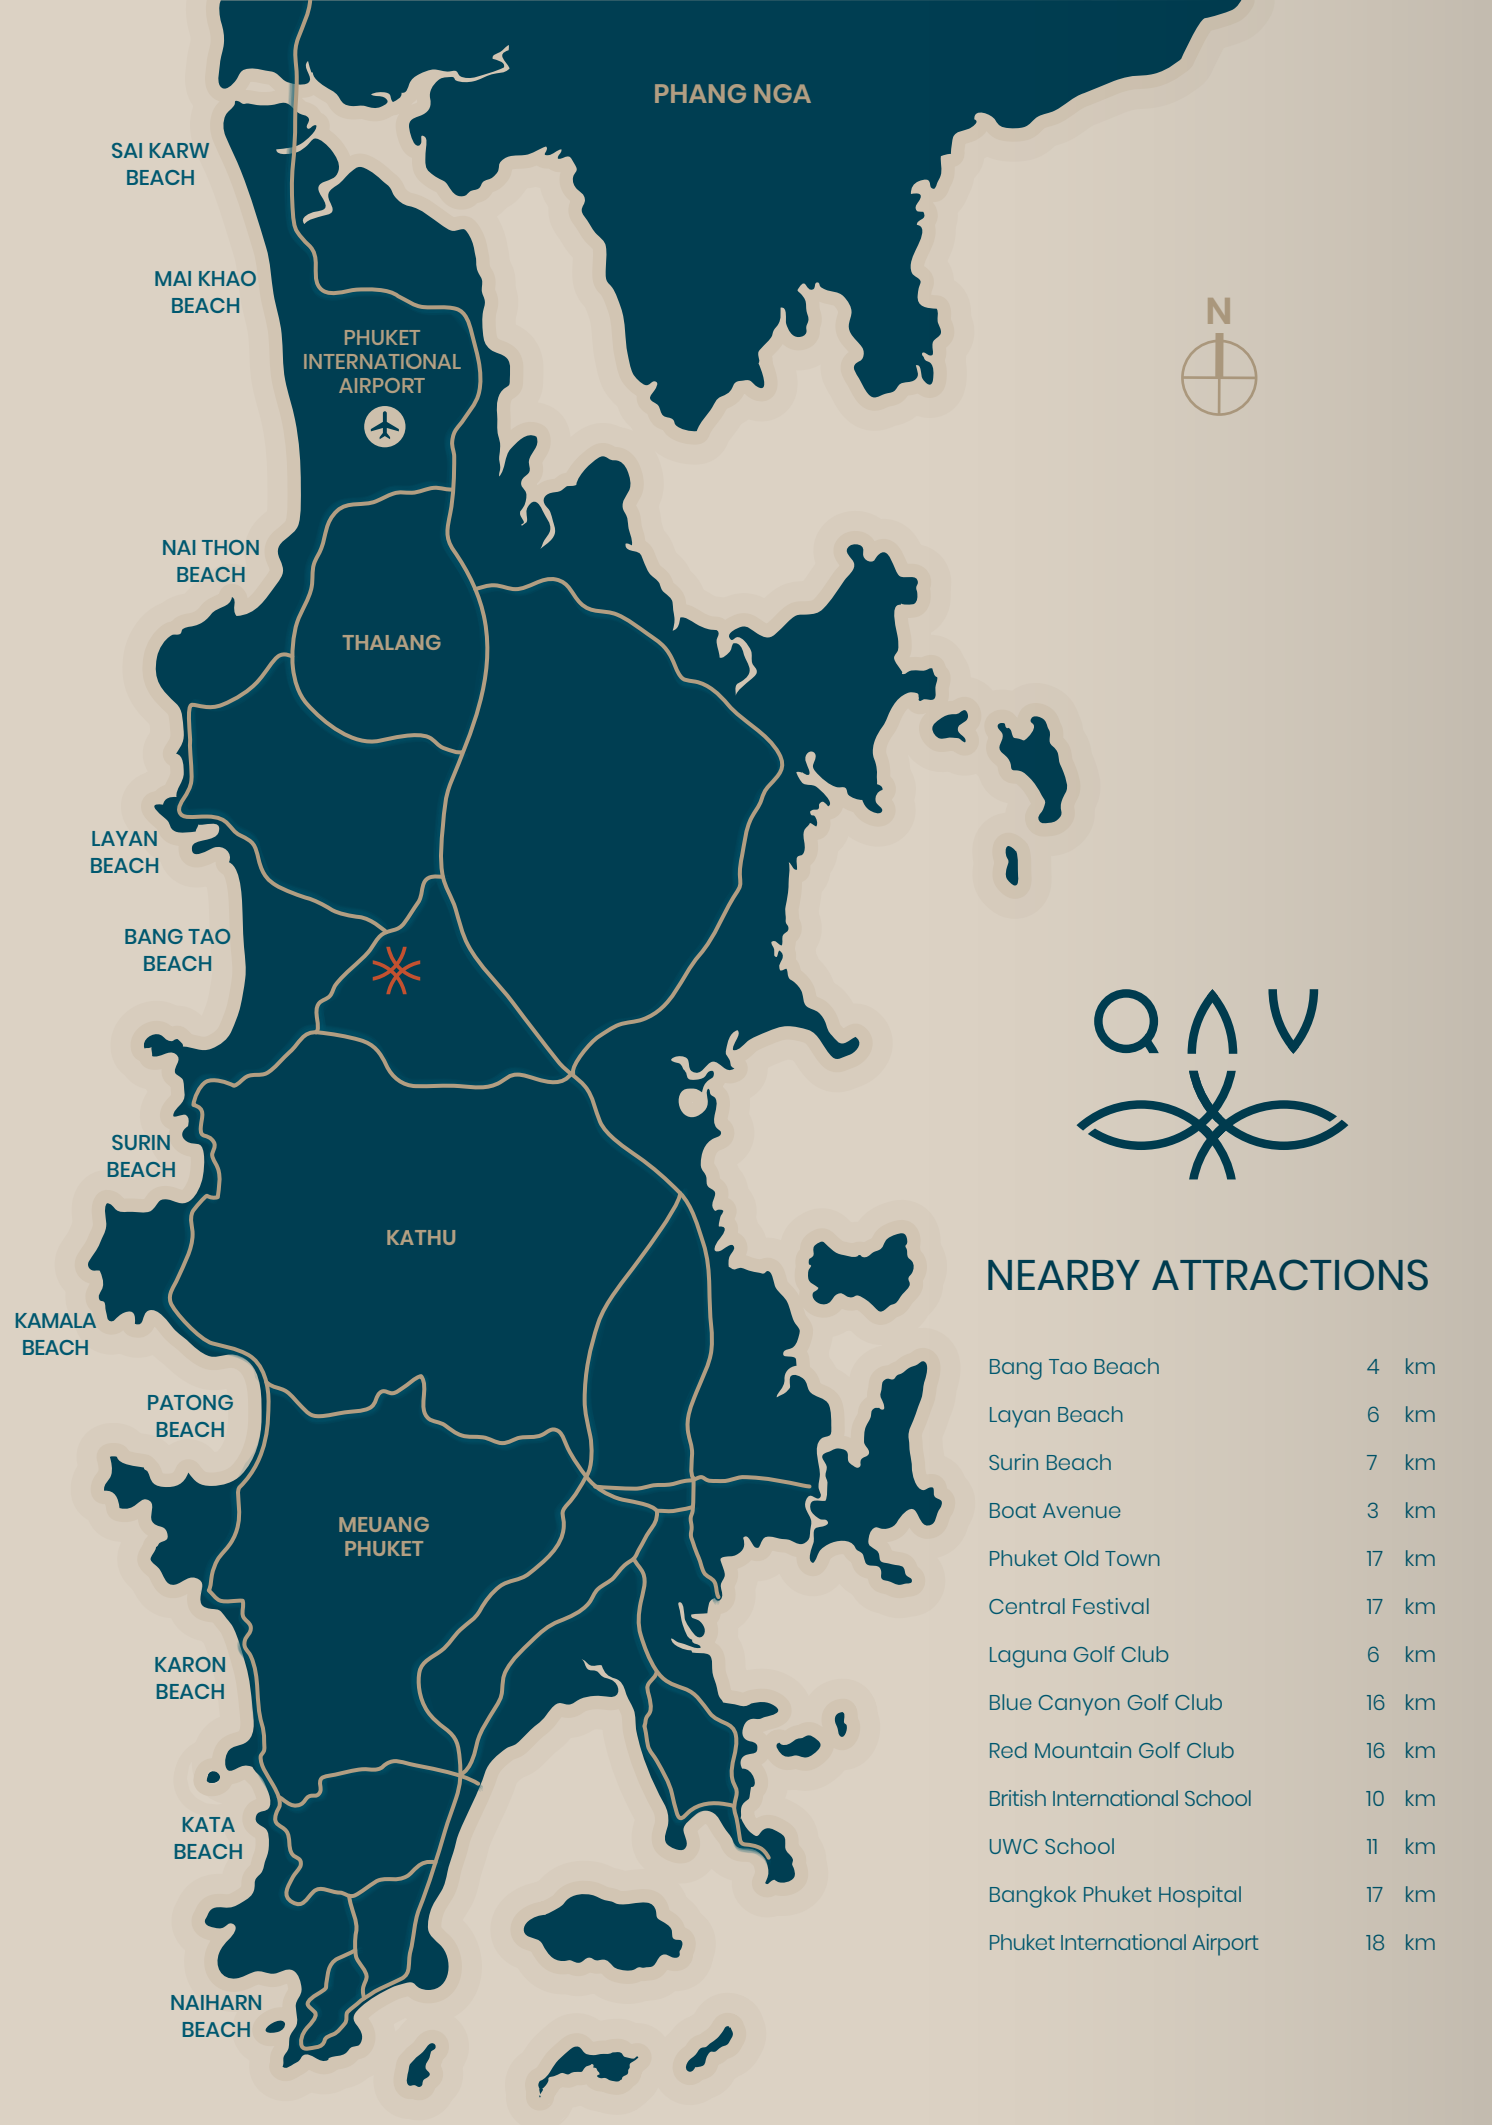 PHANG NGA
SAI KARW
BEACH
MAI KHAO
BEACH
N
PHUKET
INTERNATIONAL
AIRPORT
NAI THON
BEACH
THALANG
LAYAN
BEACH
BANG TAO
BEACH
QAV
SURIN
BEACH
KATHU
KAMALA
BEACH
PATONG
BEACH
MEUANG
PHUKET
KARON
BEACH
KATA
BEACH
NAIHARN
BEACH
NEARBY ATTRACTIONS
Bang Tao Beach 4 km
Layan Beach 6 km
Surin Beach 7 km
Boat Avenue 3 km
Phuket Old Town 17 km
Central Festival 17 km
Laguna Golf Club 6 km
Blue Canyon Golf Club 16 km
Red Mountain Golf Club 16 km
British International School 10 km
UWC School 11 km
Bangkok Phuket Hospital 17 km
Phuket International Airport 18 km